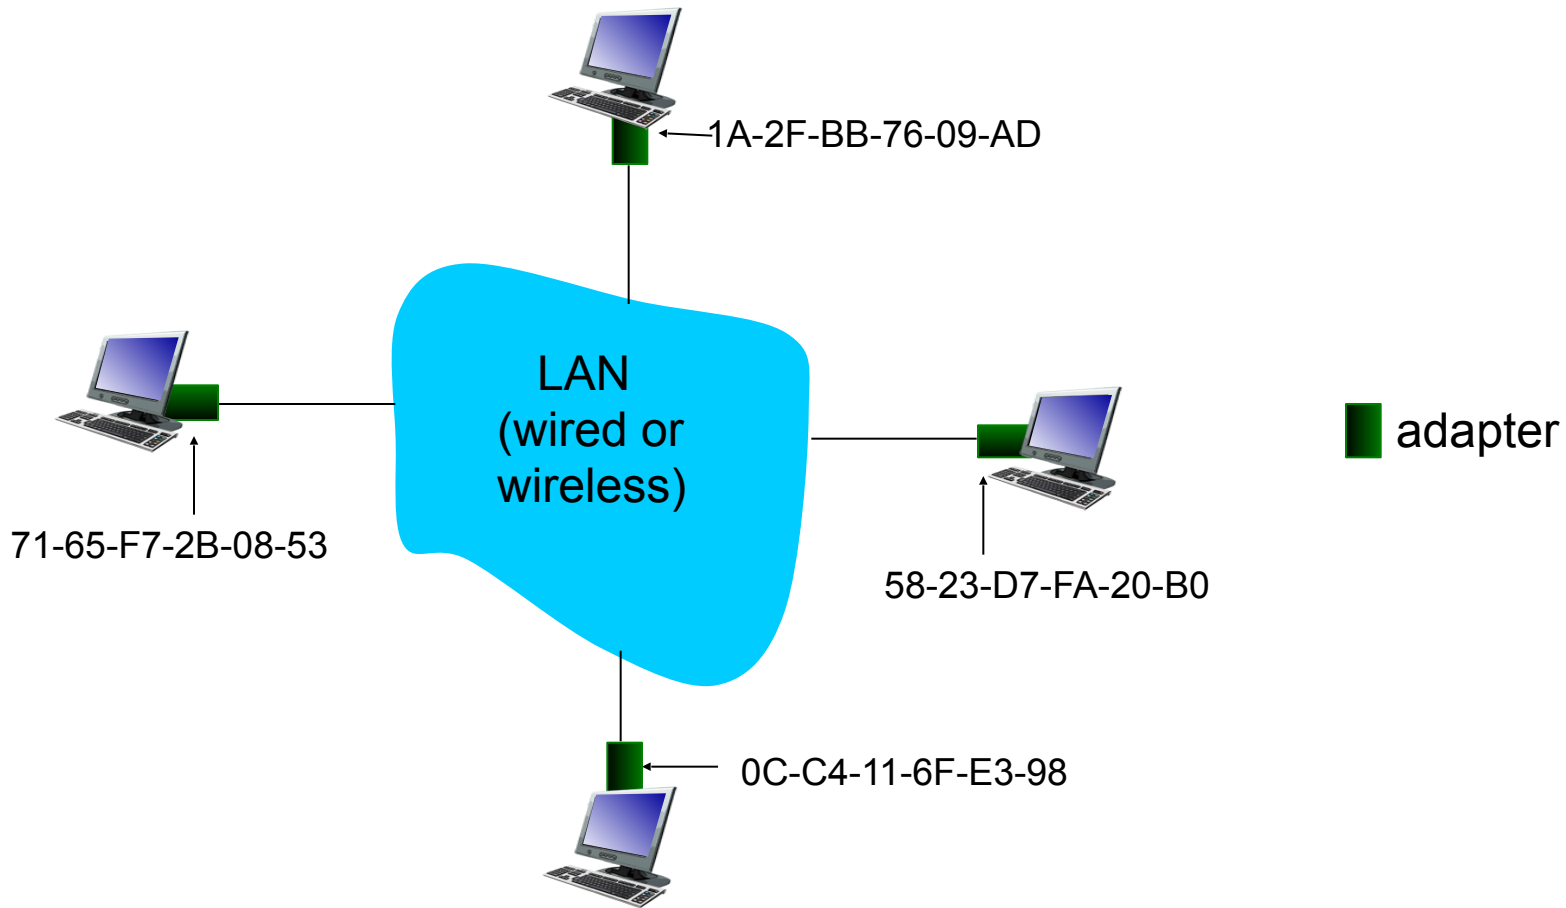 1A-2F-BB-76-09-AD
LAN
(wired or
wireless)
adapter
71-65-F7-2B-08-53
58-23-D7-FA-20-B0
0C-C4-11-6F-E3-98